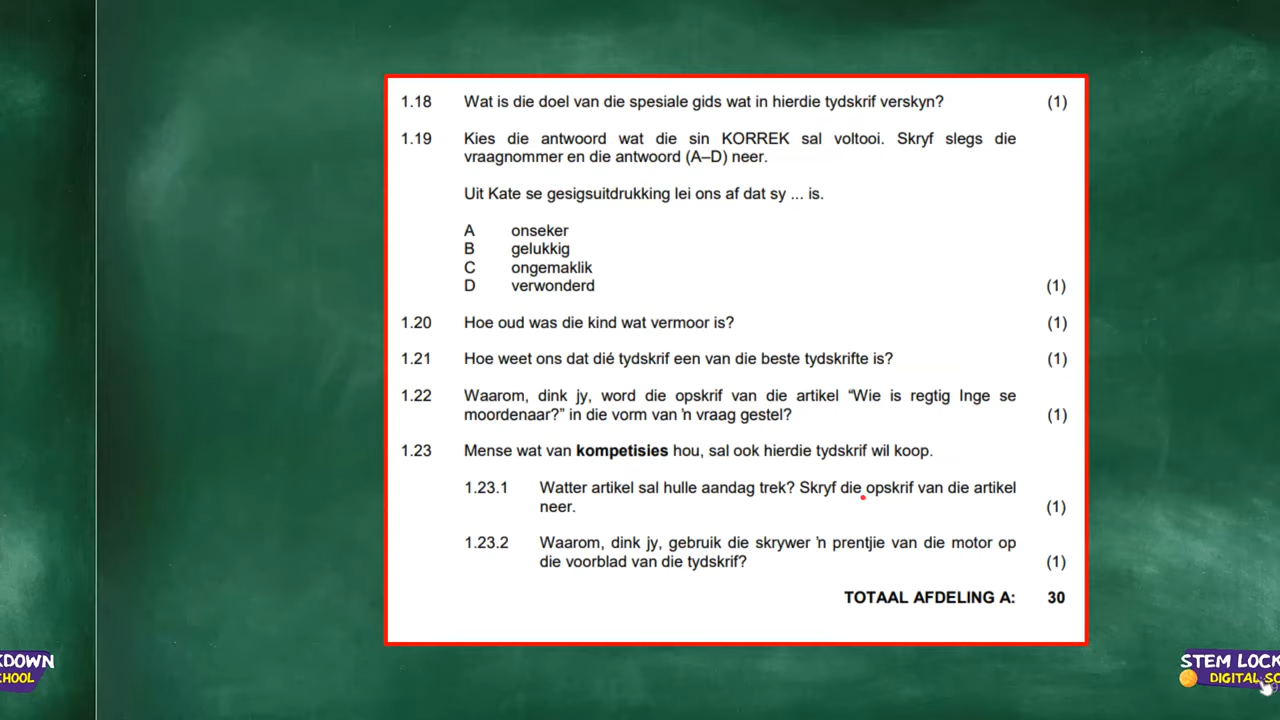 1.18 Wat is die doel van die spesiale gids wat in hierdie tydskrif verskyn? (1)
1.19 Kies die antwoord wat die sin KORREK sal voltooi. Skryf slegs die
vraagnommer en die antwoord (A–D) neer.
Uit Kate se gesigsuitdrukking lei ons af dat sy ... is.
A onseker
B gelukkig
C ongemaklik
D verwonderd (1)
1.20 Hoe oud was die kind wat vermoor is? (1)
1.21 Hoe weet ons dat dié tydskrif een van die beste tydskrifte is? (1)
1.22 Waarom, dink jy, word die opskrif van die artikel “Wie is regtig Inge se
moordenaar?” in die vorm van ’n vraag gestel? (1)
1.23 Mense wat van kompetisies hou, sal ook hierdie tydskrif wil koop.
1.23.1 Watter artikel sal hulle aandag trek? Skryf die opskrif van die artikel
neer. (1)
1.23.2 Waarom, dink jy, gebruik die skrywer ’n prentjie van die motor op
die voorblad van die tydskrif? (1)
TOTAAL AFDELING A: 30
KDOWN
CHOOL
STEM LOCK
DIGITAL SC